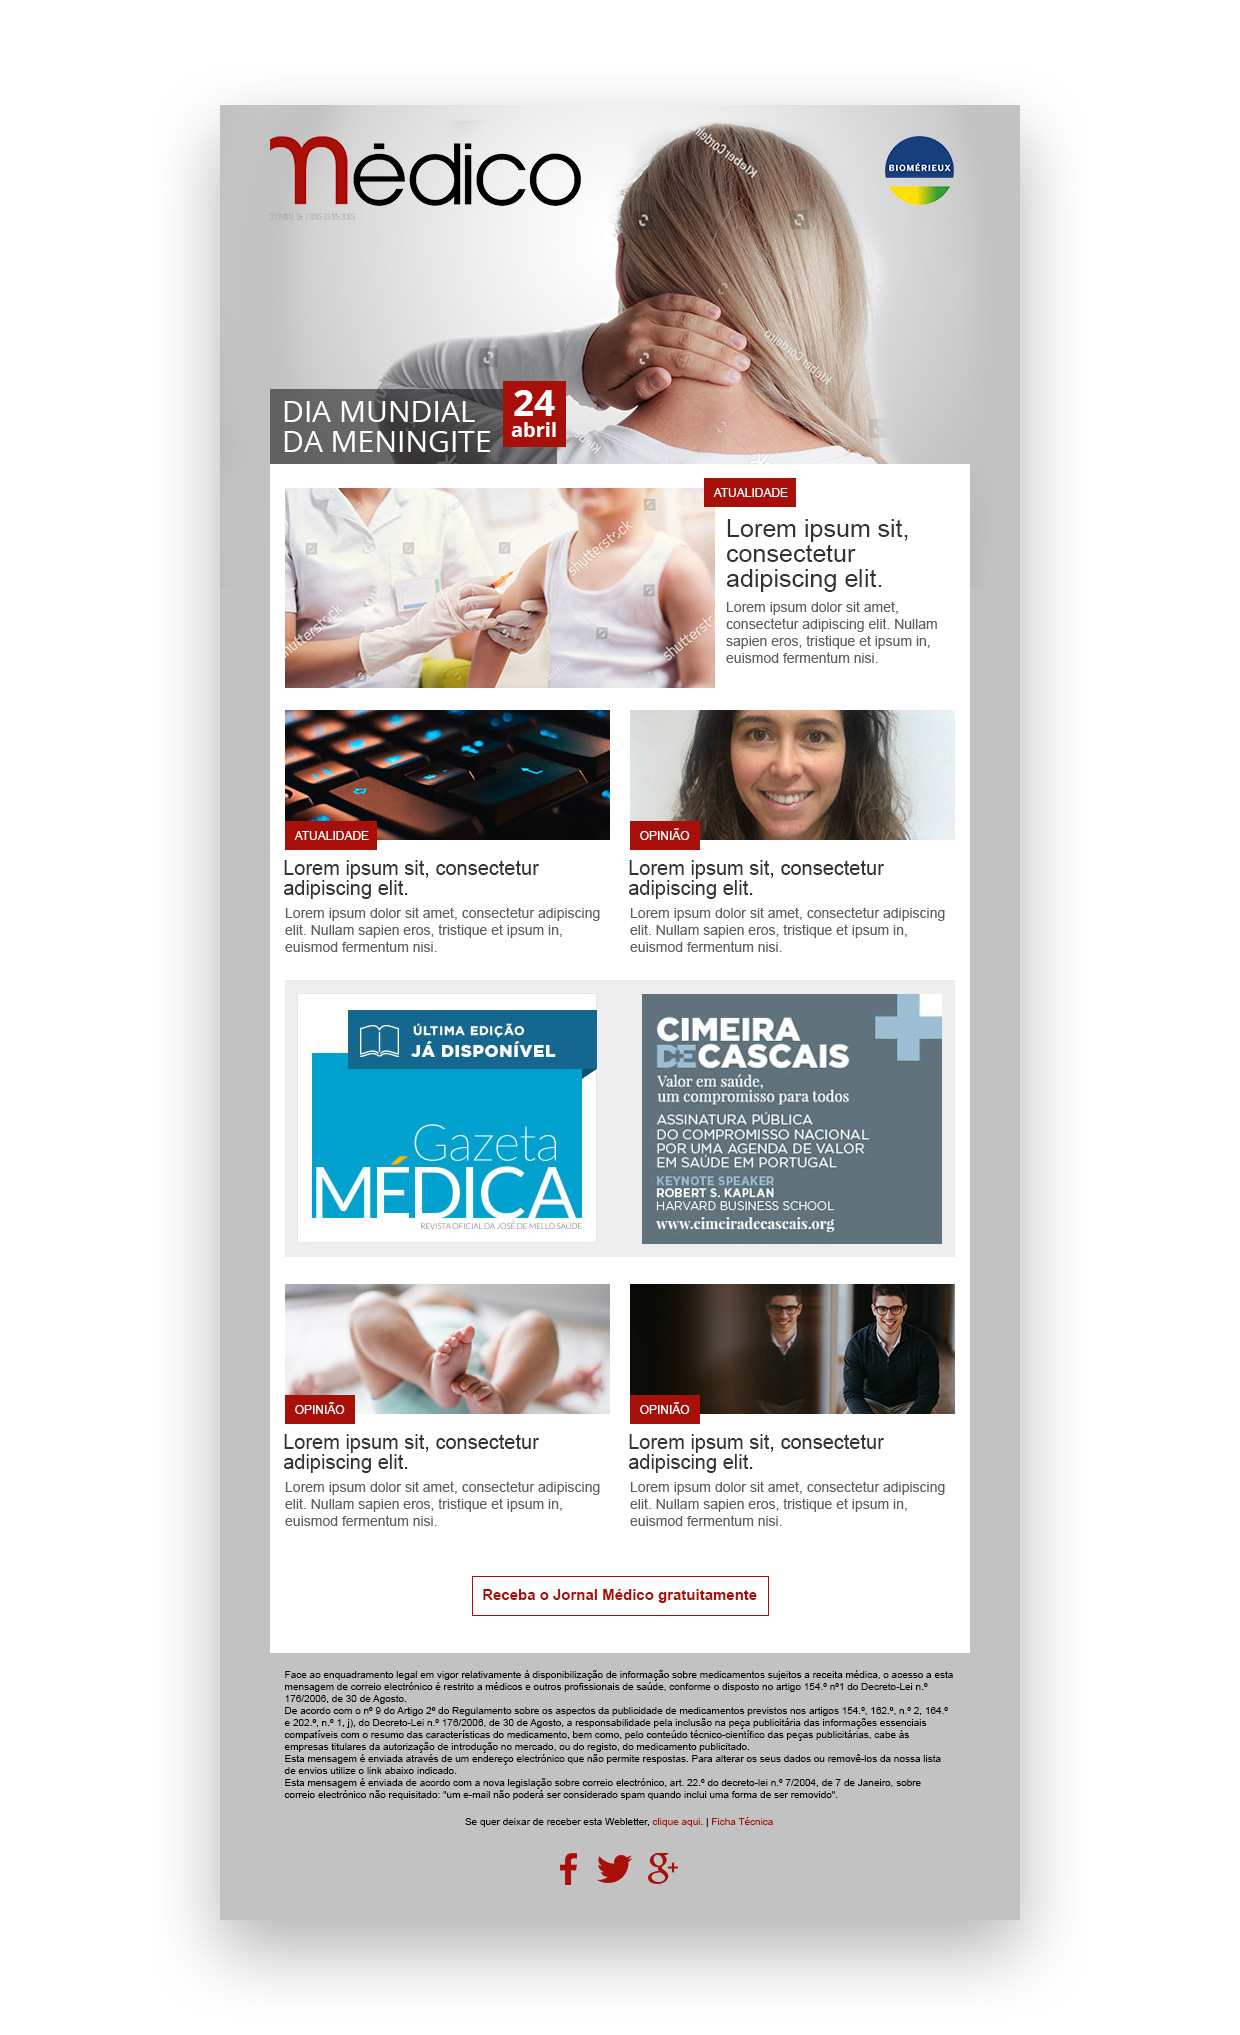 médico
O JORNAL DE TODOS OS MÉDICOS
BIOMÉRIEUX
KleberCordeiro
KleberCordeiro
DIA MUNDIAL
DA MENINGITE
24
abril
ATUALIDADE
Lorem ipsum sit,
consectetur
adipiscing elit.
Lorem ipsum dolor sit amet,
consectetur adipiscing elit. Nullam
sapien eros, tristique et ipsum in,
euismod fermentum nisi.
shutterstock
shutterstock
shutterstock
ATUALIDADE
Lorem ipsum sit, consectetur
adipiscing elit.
Lorem ipsum dolor sit amet, consectetur adipiscing
elit. Nullam sapien eros, tristique et ipsum in,
euismod fermentum nisi.
OPINIÃO
Lorem ipsum sit, consectetur
adipiscing elit.
Lorem ipsum dolor sit amet, consectetur adipiscing
elit. Nullam sapien eros, tristique et ipsum in,
euismod fermentum nisi.
ÚLTIMA EDIÇÃO
JÁ DISPONÍVEL
Gazeta
MÉDICA
REVISTA OFICIAL DA JOSÉ DE MELLO SAÚDE
CIMEIRA
DECASCAIS
Valor em saúde,
um compromisso para todos
ASSINATURA PÚBLICA
DO COMPROMISSO NACIONAL
POR UMA AGENDA DE VALOR
EM SAÚDE EM PORTUGAL
KEYNOTE SPEAKER
ROBERT S. KAPLAN
HARVARD BUSINESS SCHOOL
www.cimeiradecascais.org
OPINIÃO
Lorem ipsum sit, consectetur
adipiscing elit.
Lorem ipsum dolor sit amet, consectetur adipiscing
elit. Nullam sapien eros, tristique et ipsum in,
euismod fermentum nisi.
OPINIÃO
Lorem ipsum sit, consectetur
adipiscing elit.
Lorem ipsum dolor sit amet, consectetur adipiscing
elit. Nullam sapien eros, tristique et ipsum in,
euismod fermentum nisi.
Receba o Jornal Médico gratuitamente
Face ao enquadramento legal em vigor relativamente à disponibilização de informação sobre medicamentos sujeitos a receita médica, o acesso a esta
mensagem de correio electrónico é restrito a médicos e outros profissionais de saúde, conforme o disposto no artigo 154.º nº1 do Decreto-Lei n.º
176/2006, de 30 de Agosto.
De acordo com o nº 9 do Artigo 2º do Regulamento sobre os aspectos da publicidade de medicamentos previstos nos artigos 154.º, 162.º, n.º 2, 164.º
e 202.º, n.º 1, j), do Decreto-Lei n.º 176/2006, de 30 de Agosto, a responsabilidade pela inclusão na peça publicitária das informações essenciais
compatíveis com o resumo das características do medicamento, bem como, pelo conteúdo técnico-científico das peças publicitárias, cabe às
empresas titulares da autorização de introdução no mercado, ou do registo, do medicamento publicitado.
Esta mensagem é enviada através de um endereço electrónico que não permite respostas. Para alterar os seus dados ou removê-los da nossa lista
de envios utilize o link abaixo indicado.
Esta mensagem é enviada de acordo com a nova legislação sobre correio electrónico, art. 22.º do decreto-lei n.º 7/2004, de 7 de Janeiro, sobre
correio electrónico não requisitado: "um e-mail não poderá ser considerado spam quando inclui uma forma de ser removido".
Se quer deixar de receber esta Webletter, clique aqui. | Ficha Técnica